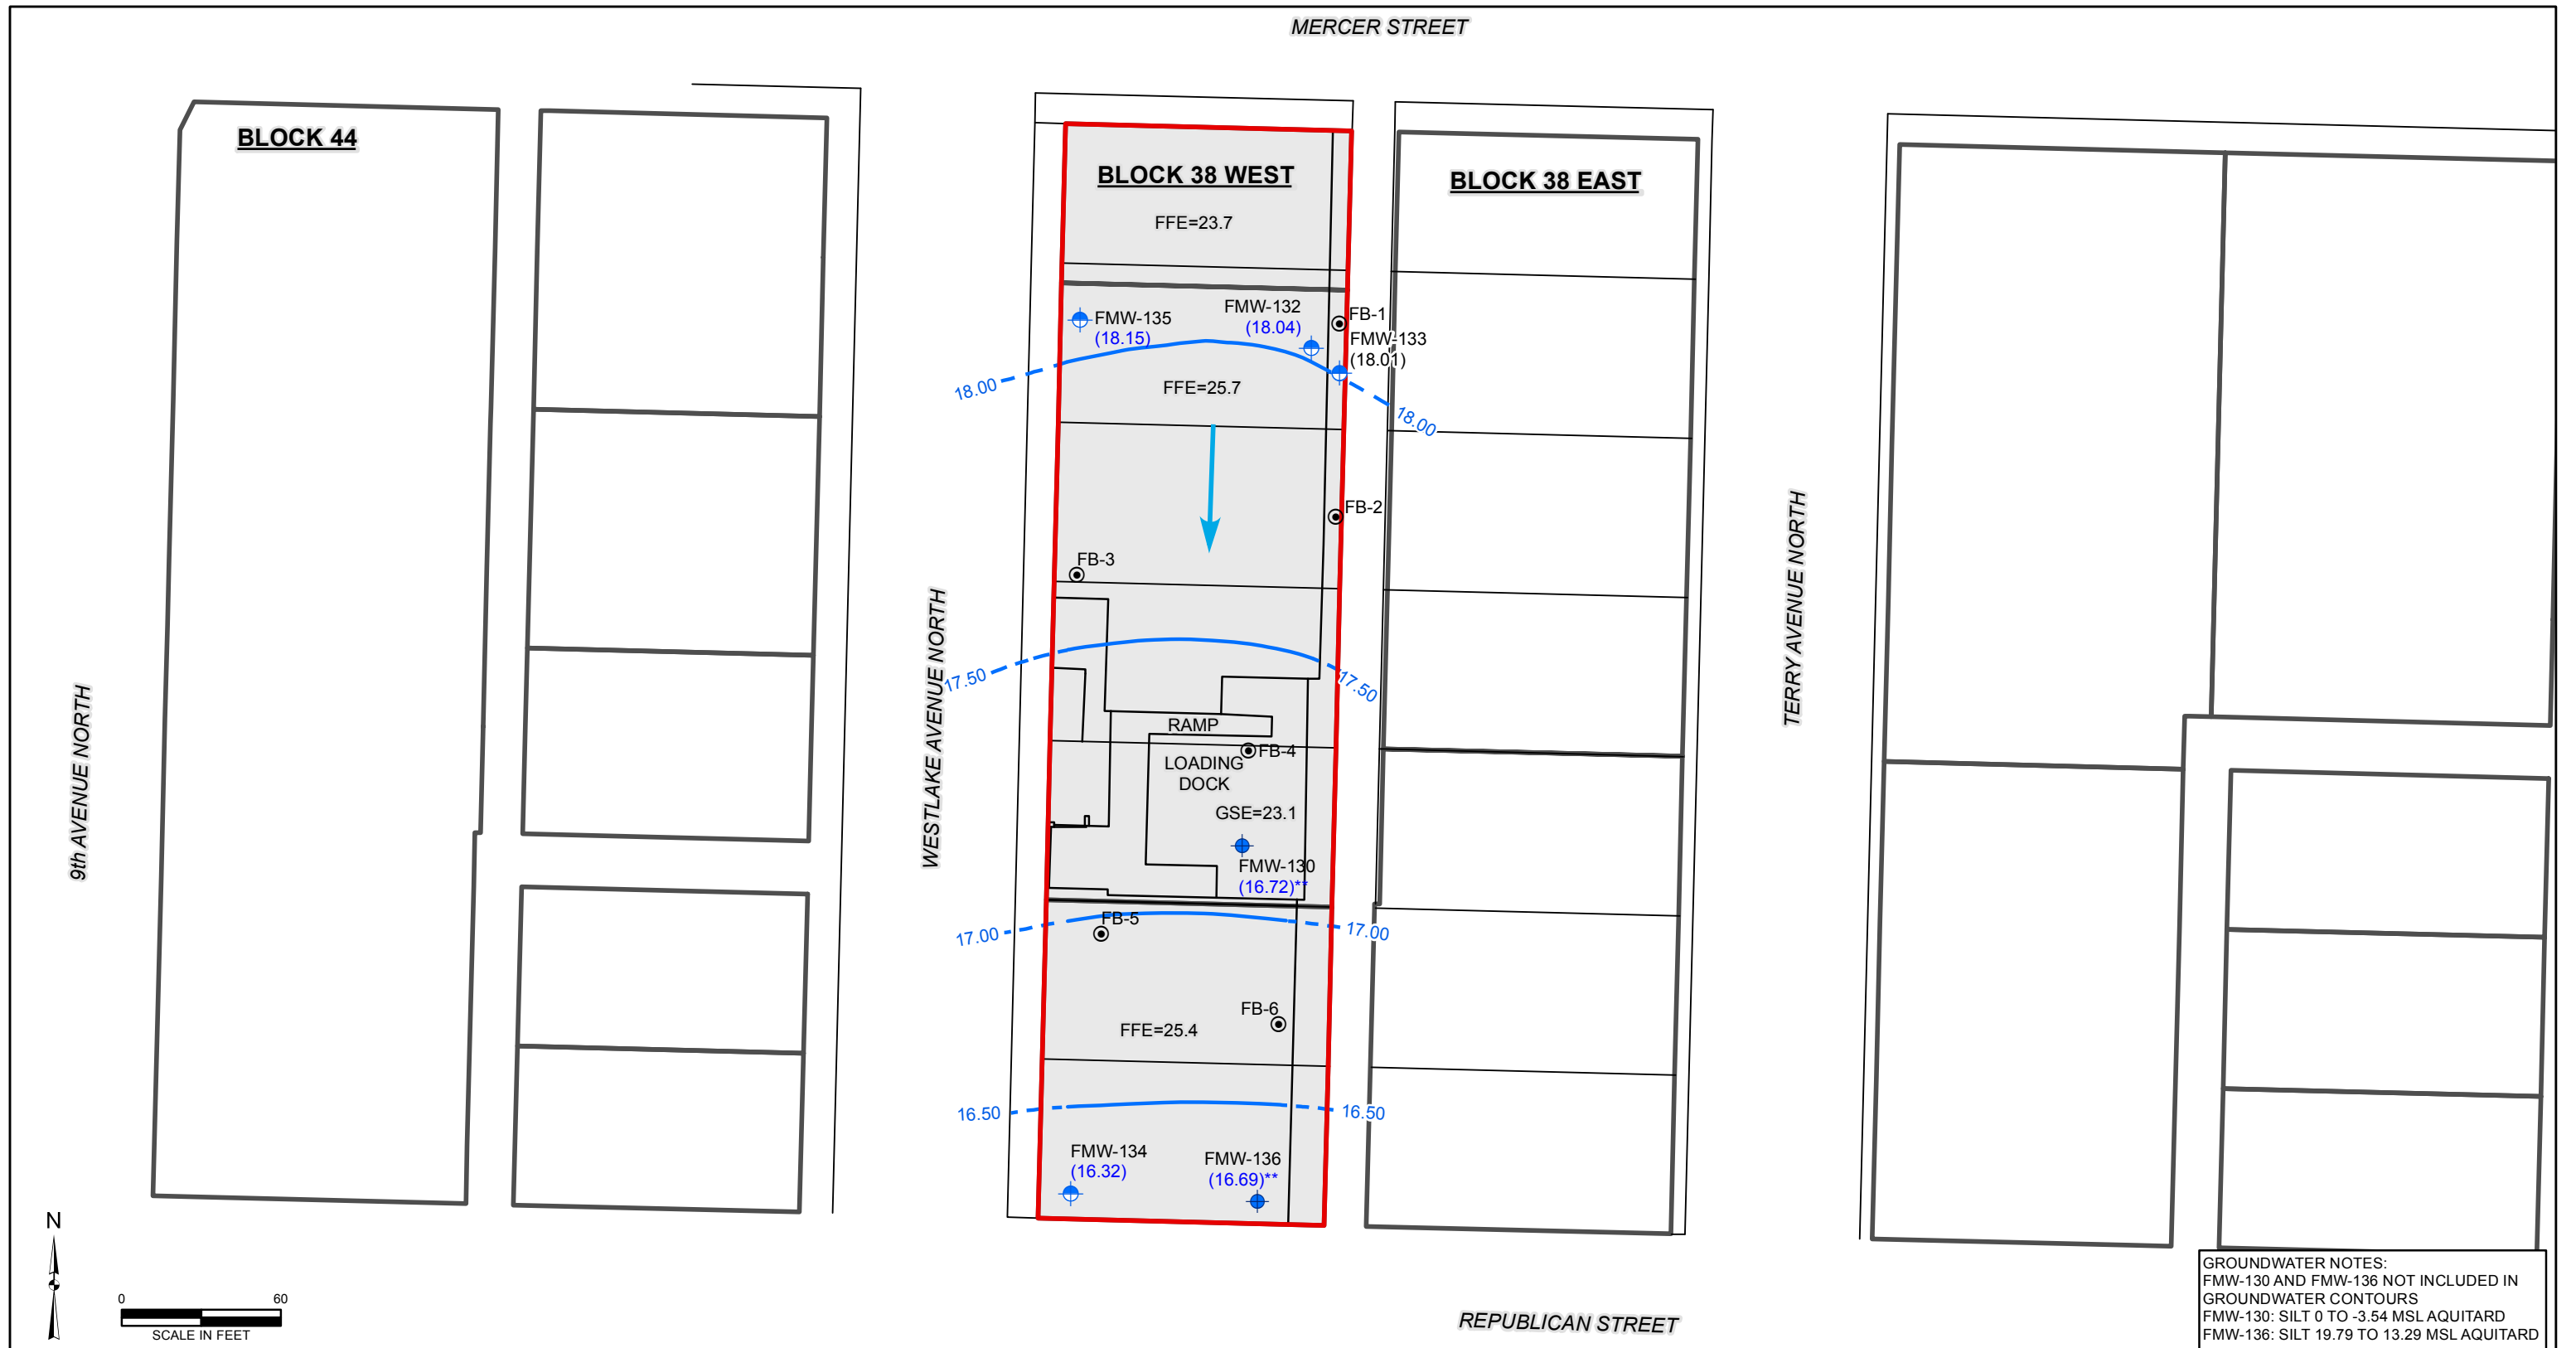 MERCER STREET
BLOCK 44
BLOCK 38 WEST
BLOCK 38 EAST
FFE=23.7
FMW-135
(18.15)
FMW-132
(18.04)
FB-1
FMW-133
(18.01)
18.00
FFE=25.7
18.00
FB-2
FB-3
9th AVENUE NORTH
WESTLAKE AVENUE NORTH
TERRY AVENUE NORTH
17.50
17.50
RAMP
FB-4
LOADING
DOCK
GSE=23.1
FMW-130
(16.72)**
FB-5
17.00
17.00
FB-6
FFE=25.4
16.50
16.50
FMW-134
(16.32)
FMW-136
(16.69)**
N
0 60
SCALE IN FEET
REPUBLICAN STREET
GROUNDWATER NOTES:
FMW-130 AND FMW-136 NOT INCLUDED IN
GROUNDWATER CONTOURS
FMW-130: SILT 0 TO -3.54 MSL AQUITARD
FMW-136: SILT 19.79 TO 13.29 MSL AQUITARD